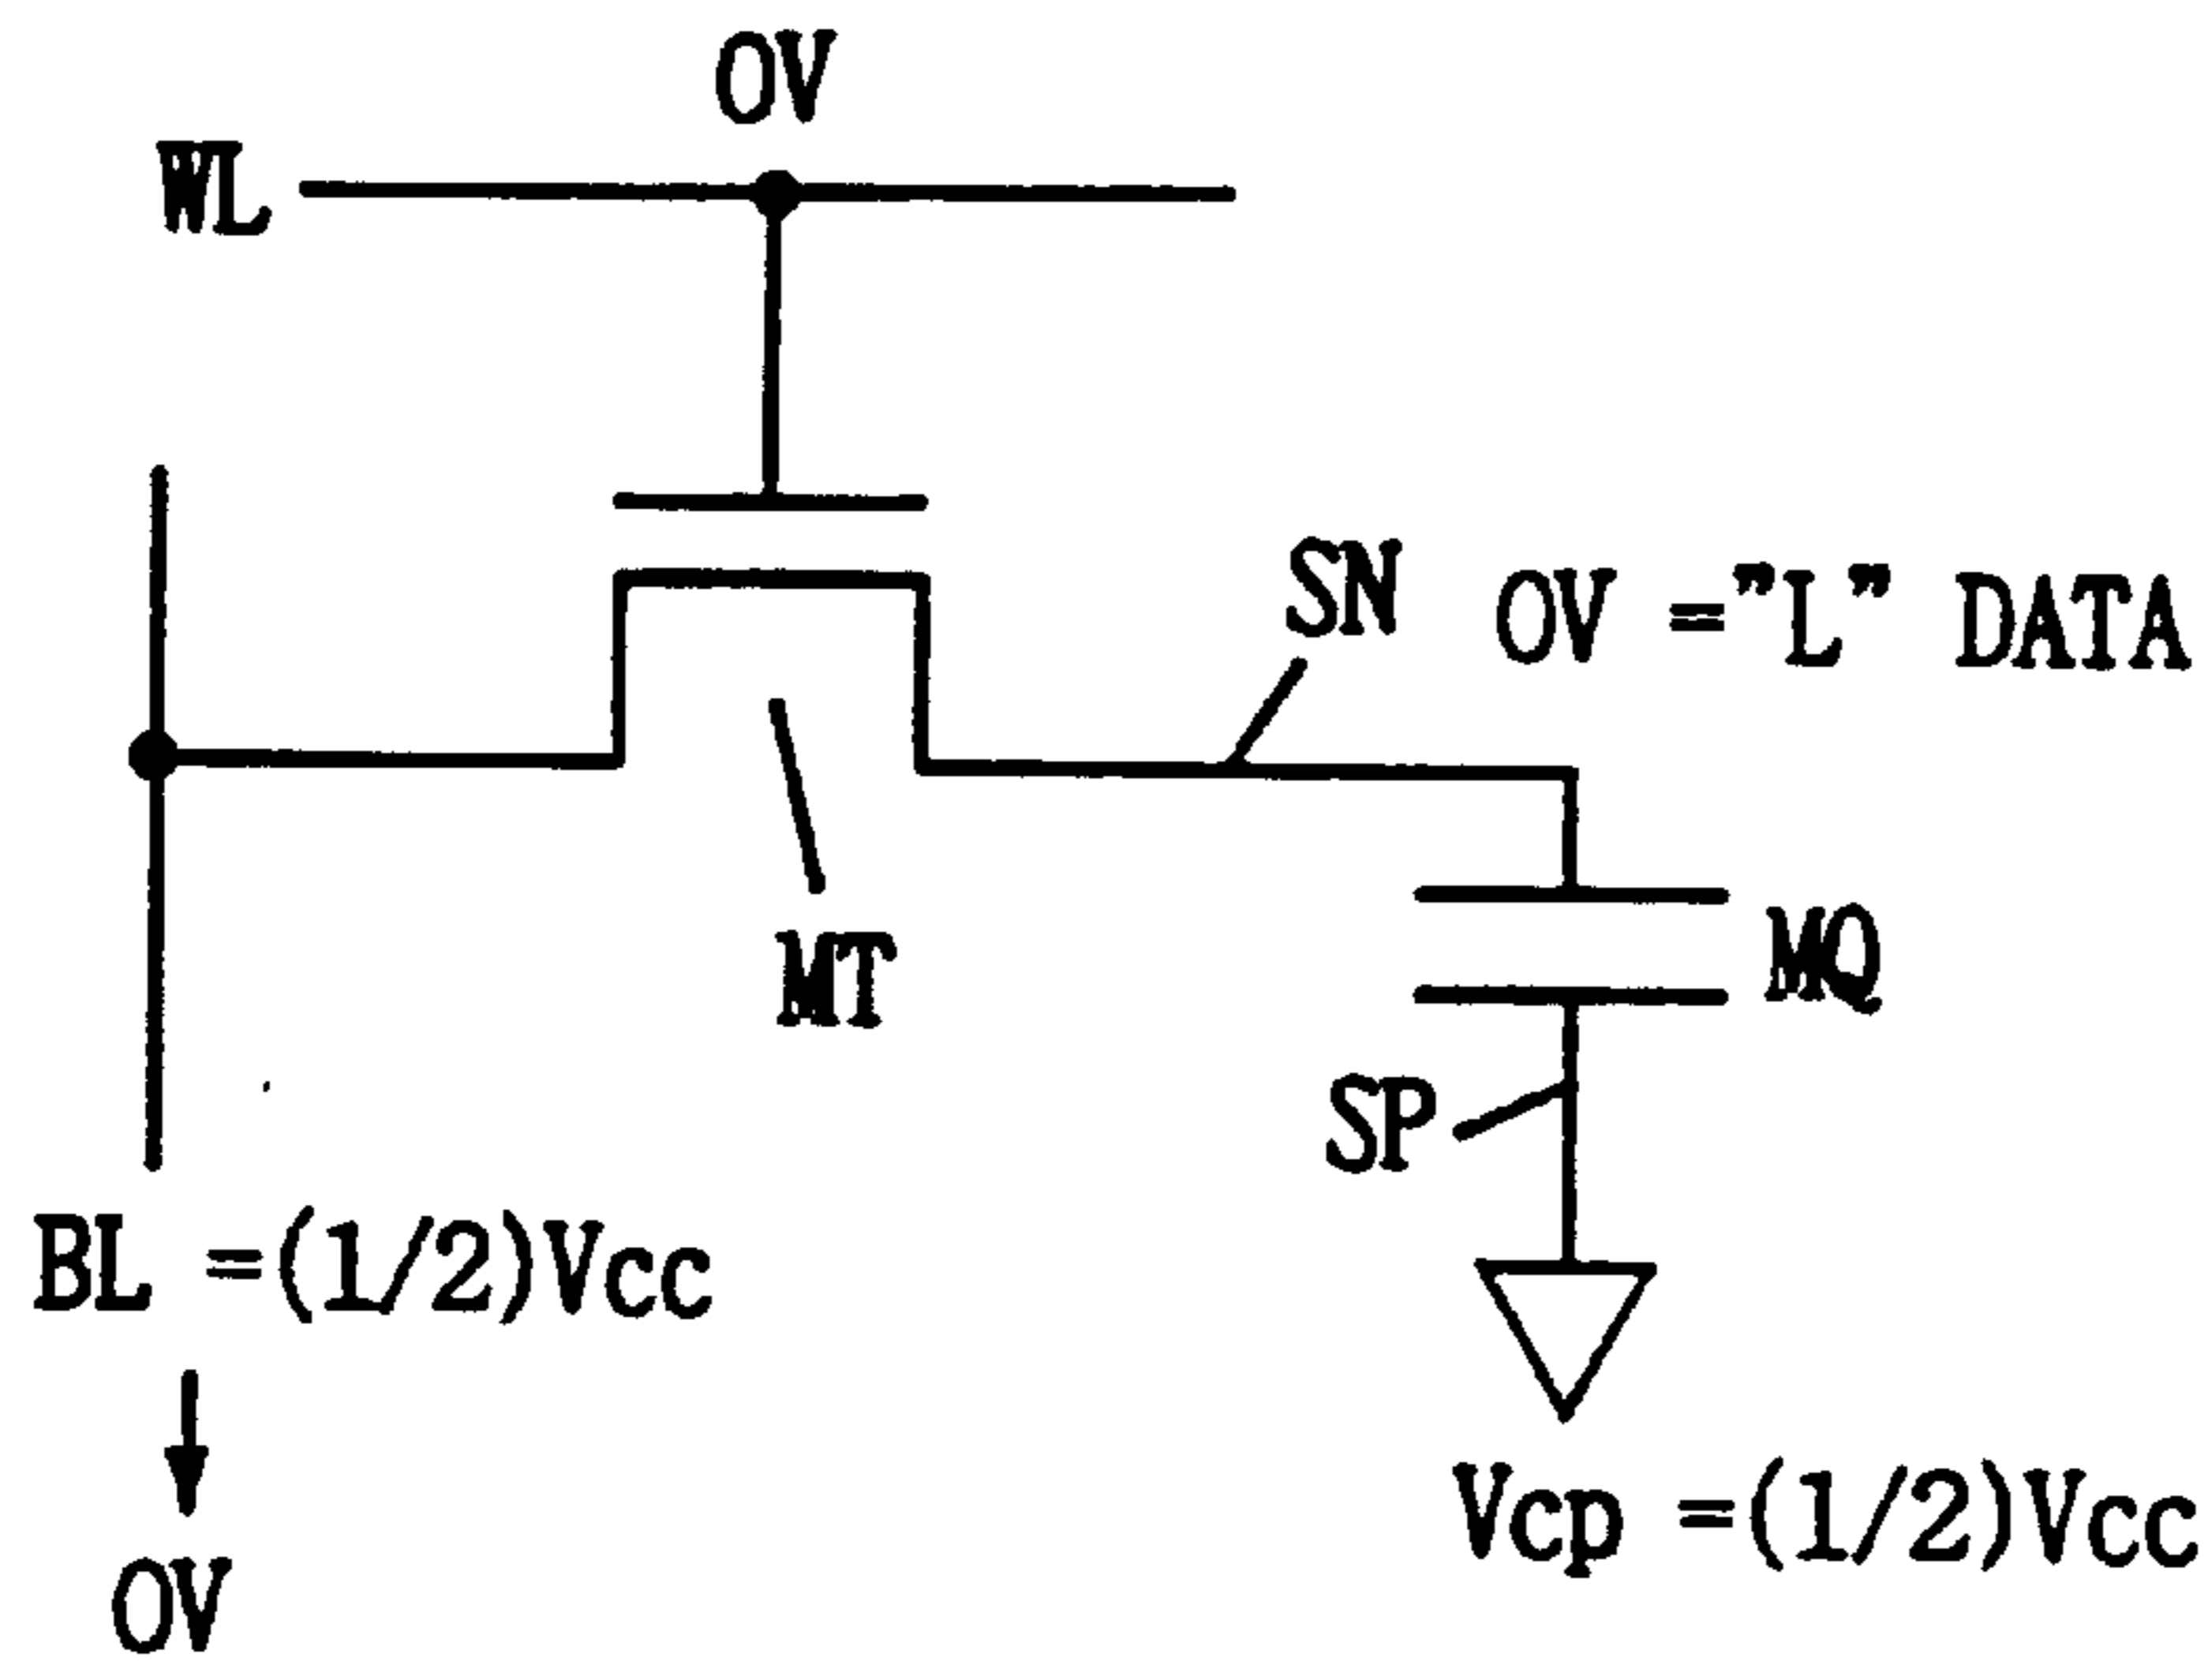 0V
WL
SN 0V ="L" DATA
MT
MQ
SP
BL =(1/2)Vcc
0V
Vcp =(1/2)Vcc